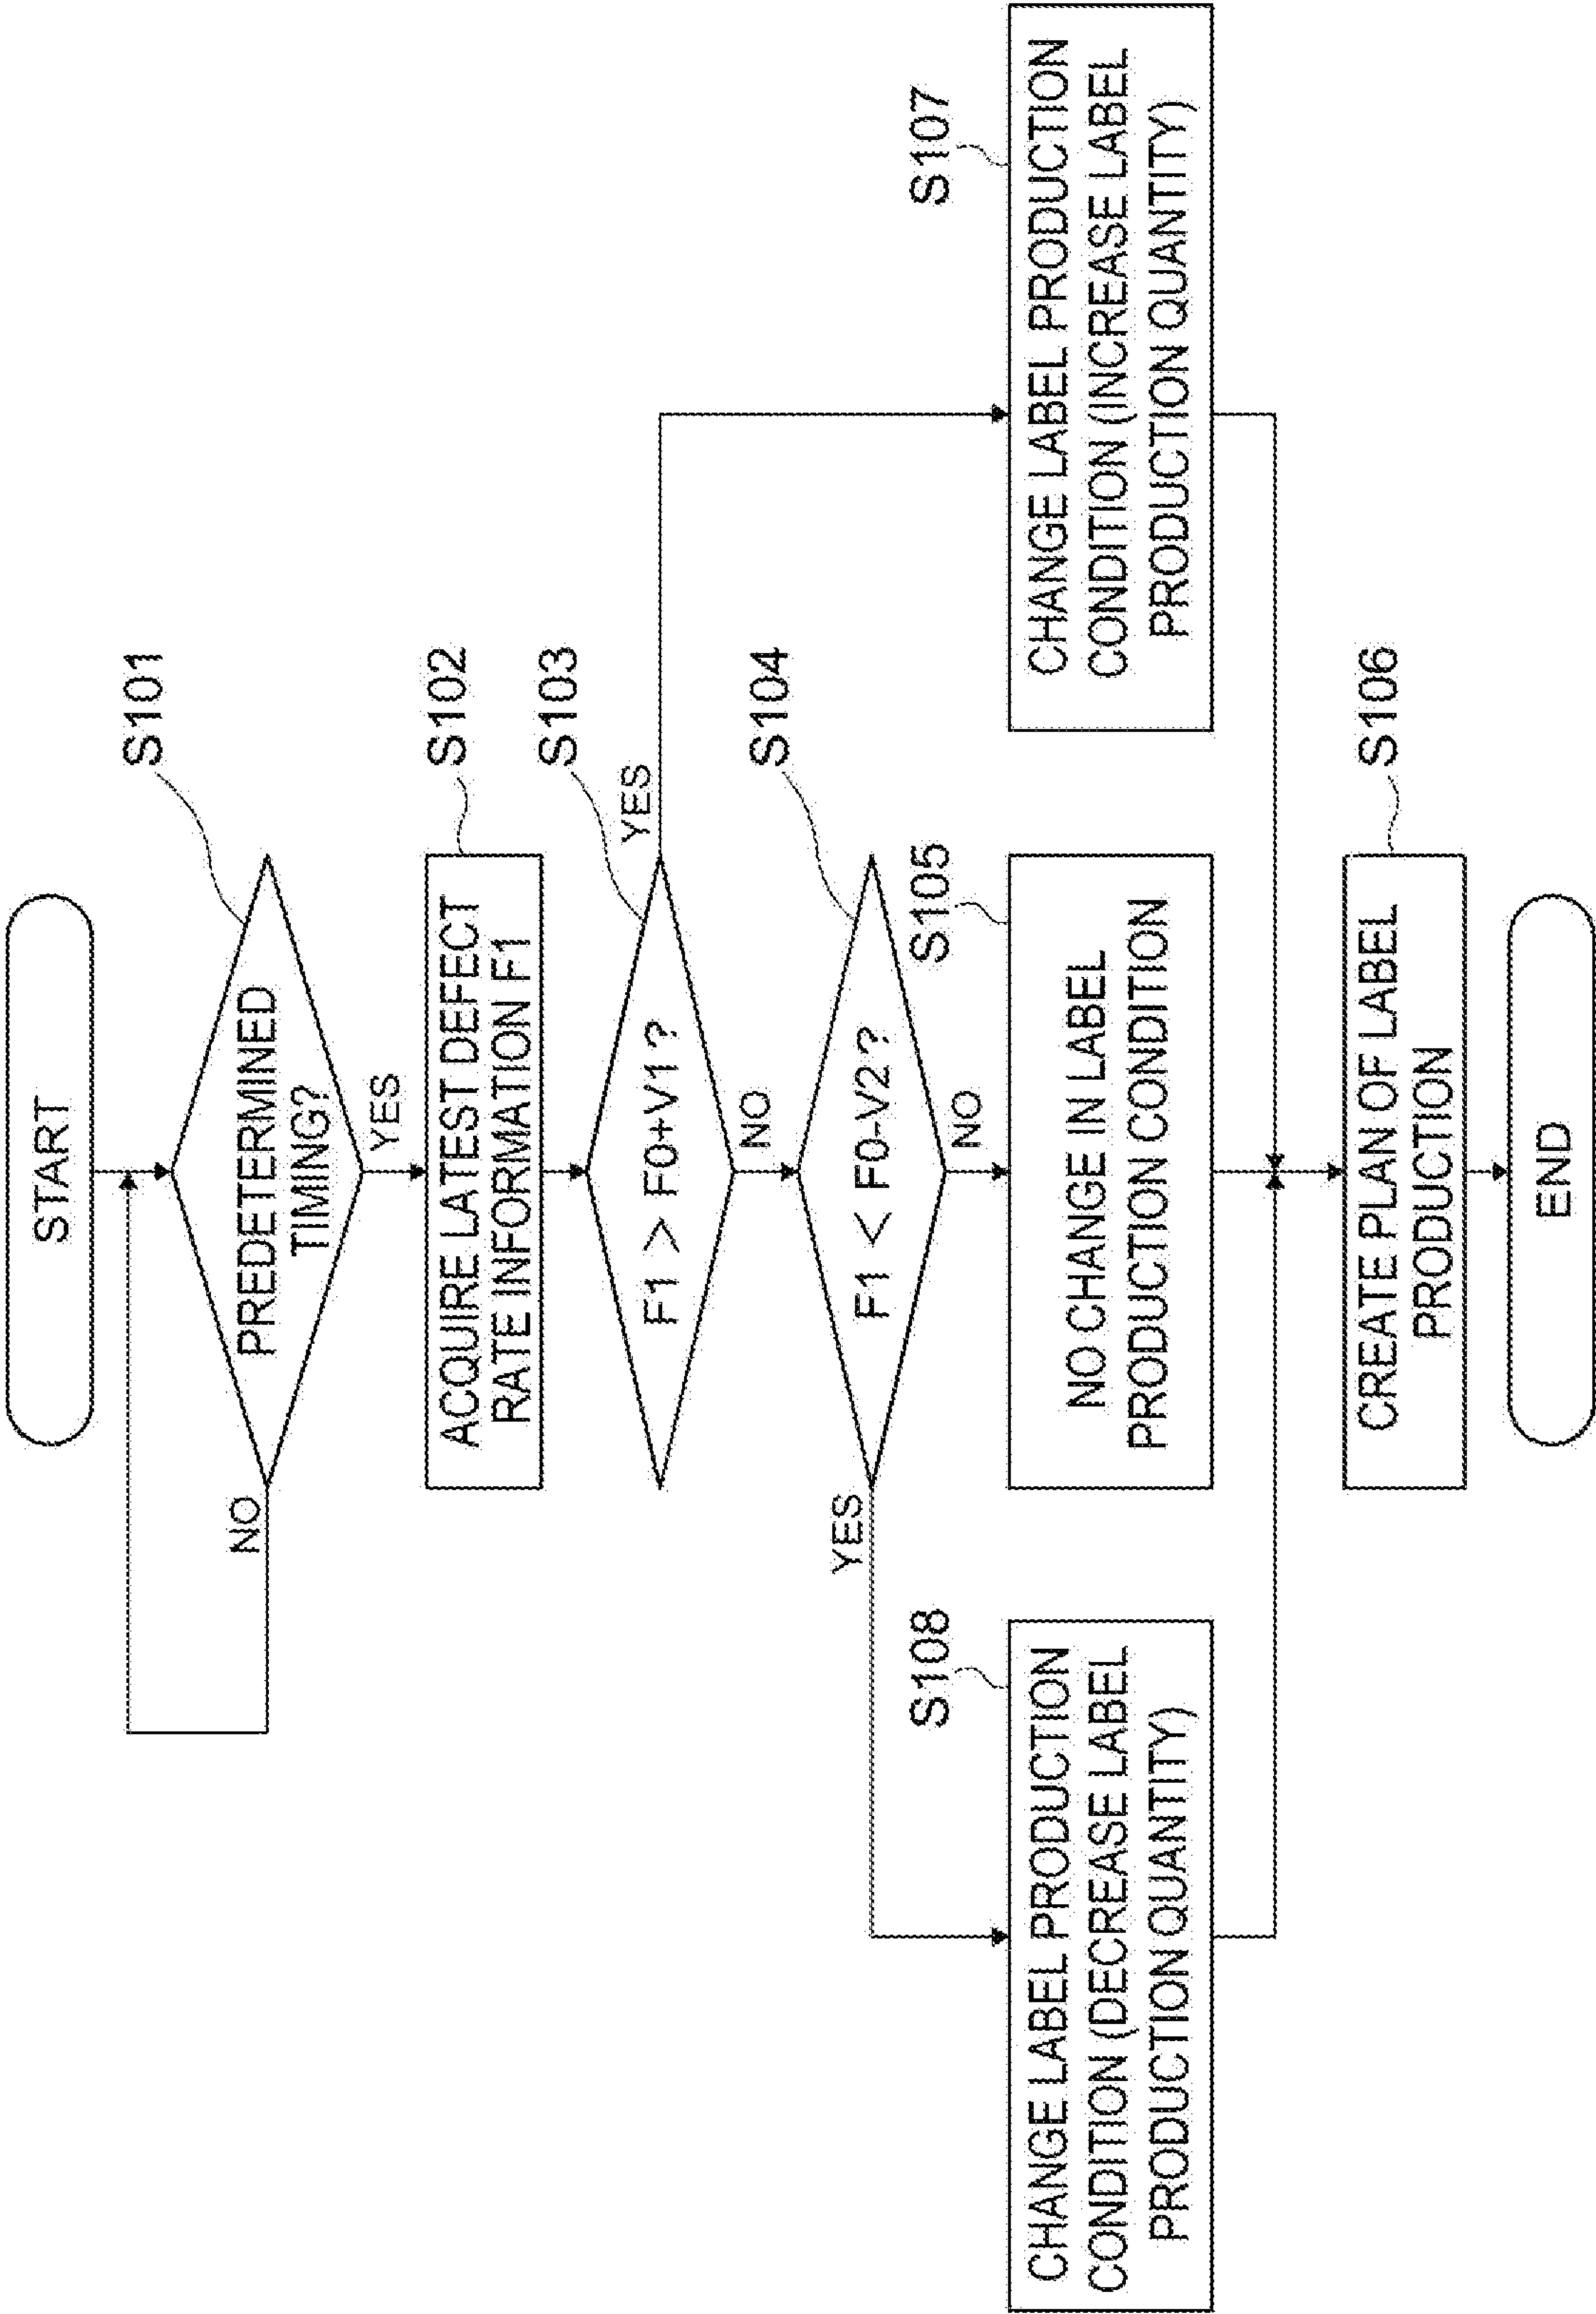 START
S101
PREDETERMINED
TIMING?
NO
YES
S102
ACQUIRE LATEST DEFECT
RATE INFORMATION F1
S103
F1 > F0+V1?
YES
NO
S104
F1 < F0-V2?
YES
NO
S108
CHANGE LABEL PRODUCTION
CONDITION (DECREASE LABEL
PRODUCTION QUANTITY)
S105
NO CHANGE IN LABEL
PRODUCTION CONDITION
S107
CHANGE LABEL PRODUCTION
CONDITION (INCREASE LABEL
PRODUCTION QUANTITY)
S106
CREATE PLAN OF LABEL
PRODUCTION
END